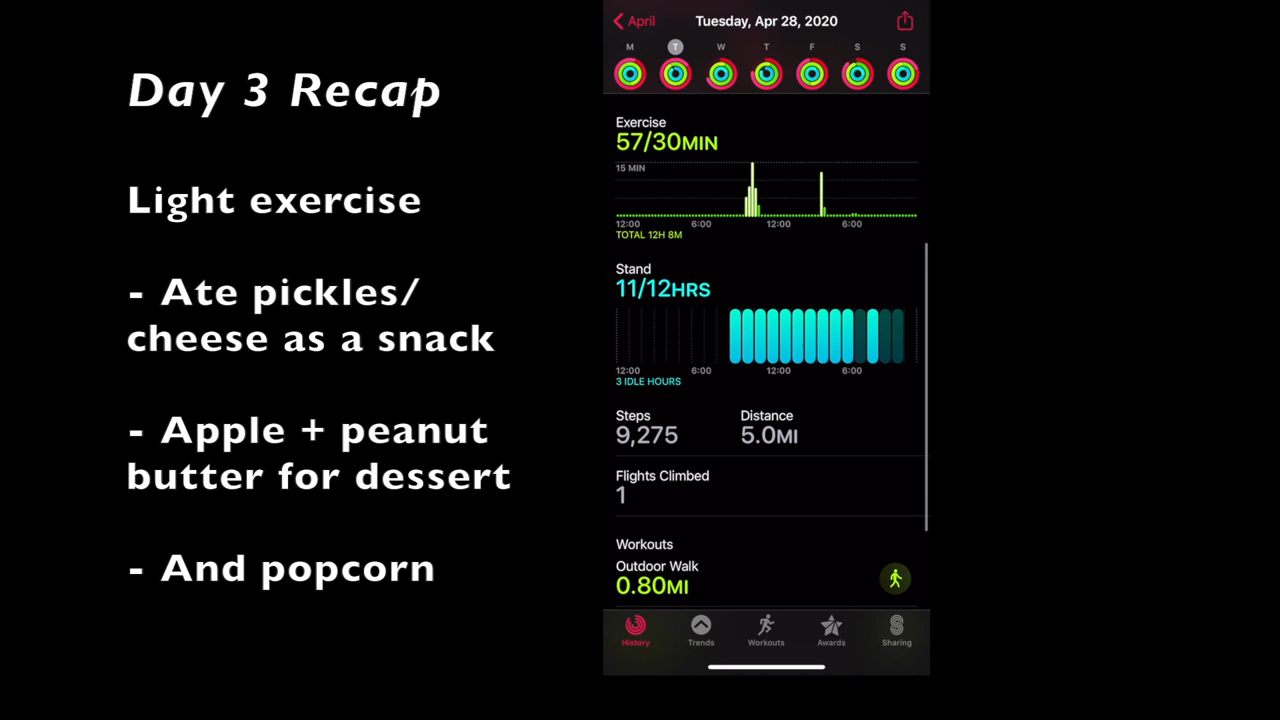 Day 3 Recap
Light exercise
- Ate pickles/
cheese as a snack
- Apple + peanut
butter for dessert
- And popcorn
April
Tuesday, Apr 28, 2020
M T W T F S S
Exercise
57/30MIN
15 MIN
12:00 6:00 12:00 6:00
TOTAL 12H 8M
Stand
11/12HRS
12:00 6:00 12:00 6:00
3 IDLE HOURS
Steps Distance
9,275 5.0MI
Flights Climbed
1
Workouts
Outdoor Walk
0.80MI
History Trends Workouts Awards Sharing